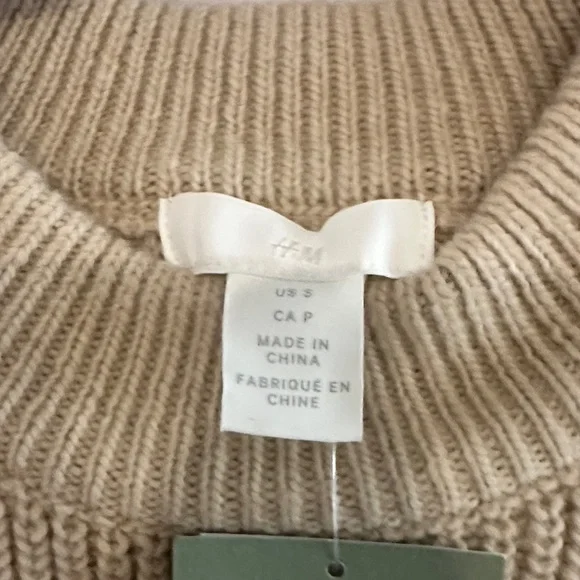 H&M
US S
CA P
MADE IN
CHINA
FABRIQUÉ EN
CHINE